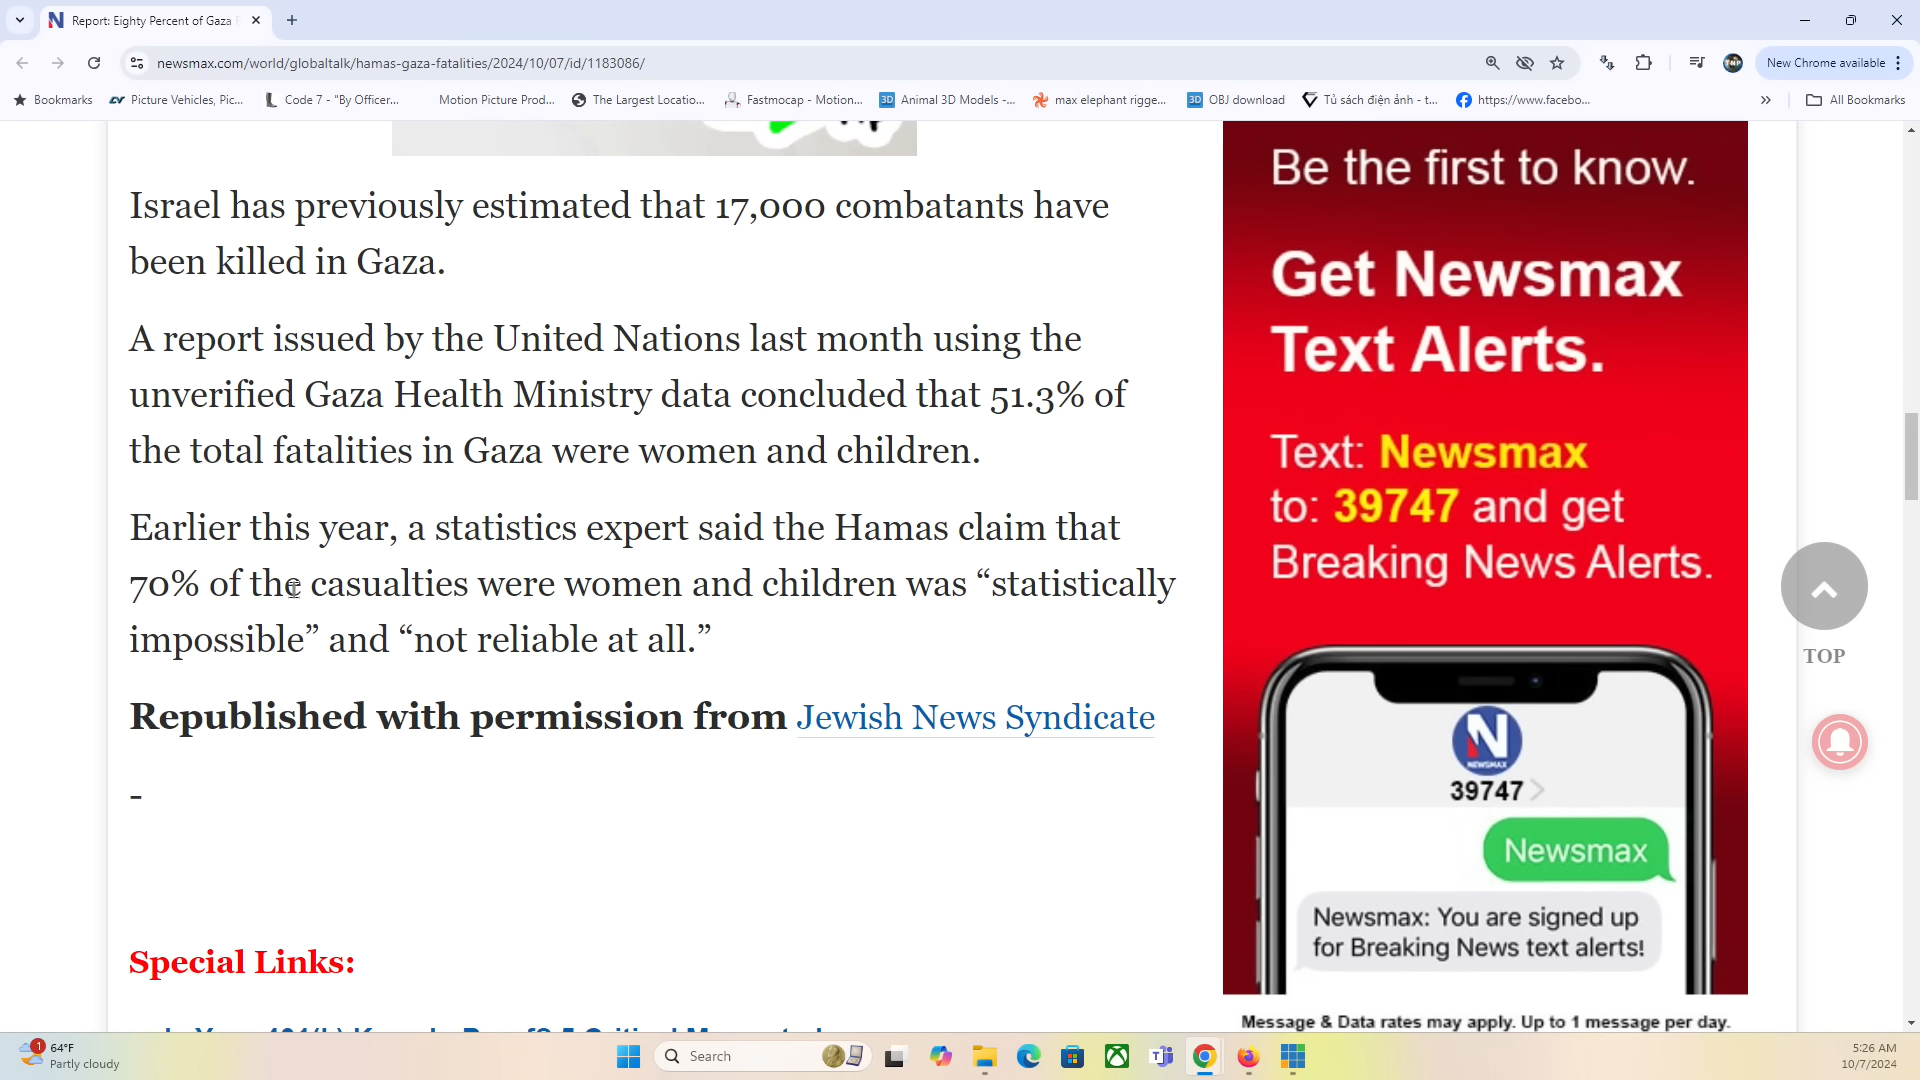 Report: Eighty Percent of Gaza
newsmax.com/world/globaltalk/hamas-gaza-fatalities/2024/10/07/id/1183086/
New Chrome available
Bookmarks
Picture Vehicles, Pic...
Code 7 - "By Officer...
Motion Picture Prod...
The Largest Locatio...
Fastmocap - Motion...
Animal 3D Models -...
max elephant rigge...
OBJ download
Tủ sách điện ảnh - t...
https://www.facebo...
All Bookmarks
Israel has previously estimated that 17,000 combatants have
been killed in Gaza.
A report issued by the United Nations last month using the
unverified Gaza Health Ministry data concluded that 51.3% of
the total fatalities in Gaza were women and children.
Earlier this year, a statistics expert said the Hamas claim that
70% of the casualties were women and children was “statistically
impossible” and “not reliable at all.”
Republished with permission from Jewish News Syndicate
-
Special Links:
Be the first to know.
Get Newsmax
Text Alerts.
Text: Newsmax
to: 39747 and get
Breaking News Alerts.
NEWSMAX
39747
Newsmax
Newsmax: You are signed up
for Breaking News text alerts!
Message & Data rates may apply. Up to 1 message per day.
TOP
1
64°F
Partly cloudy
Search
5:26 AM
10/7/2024